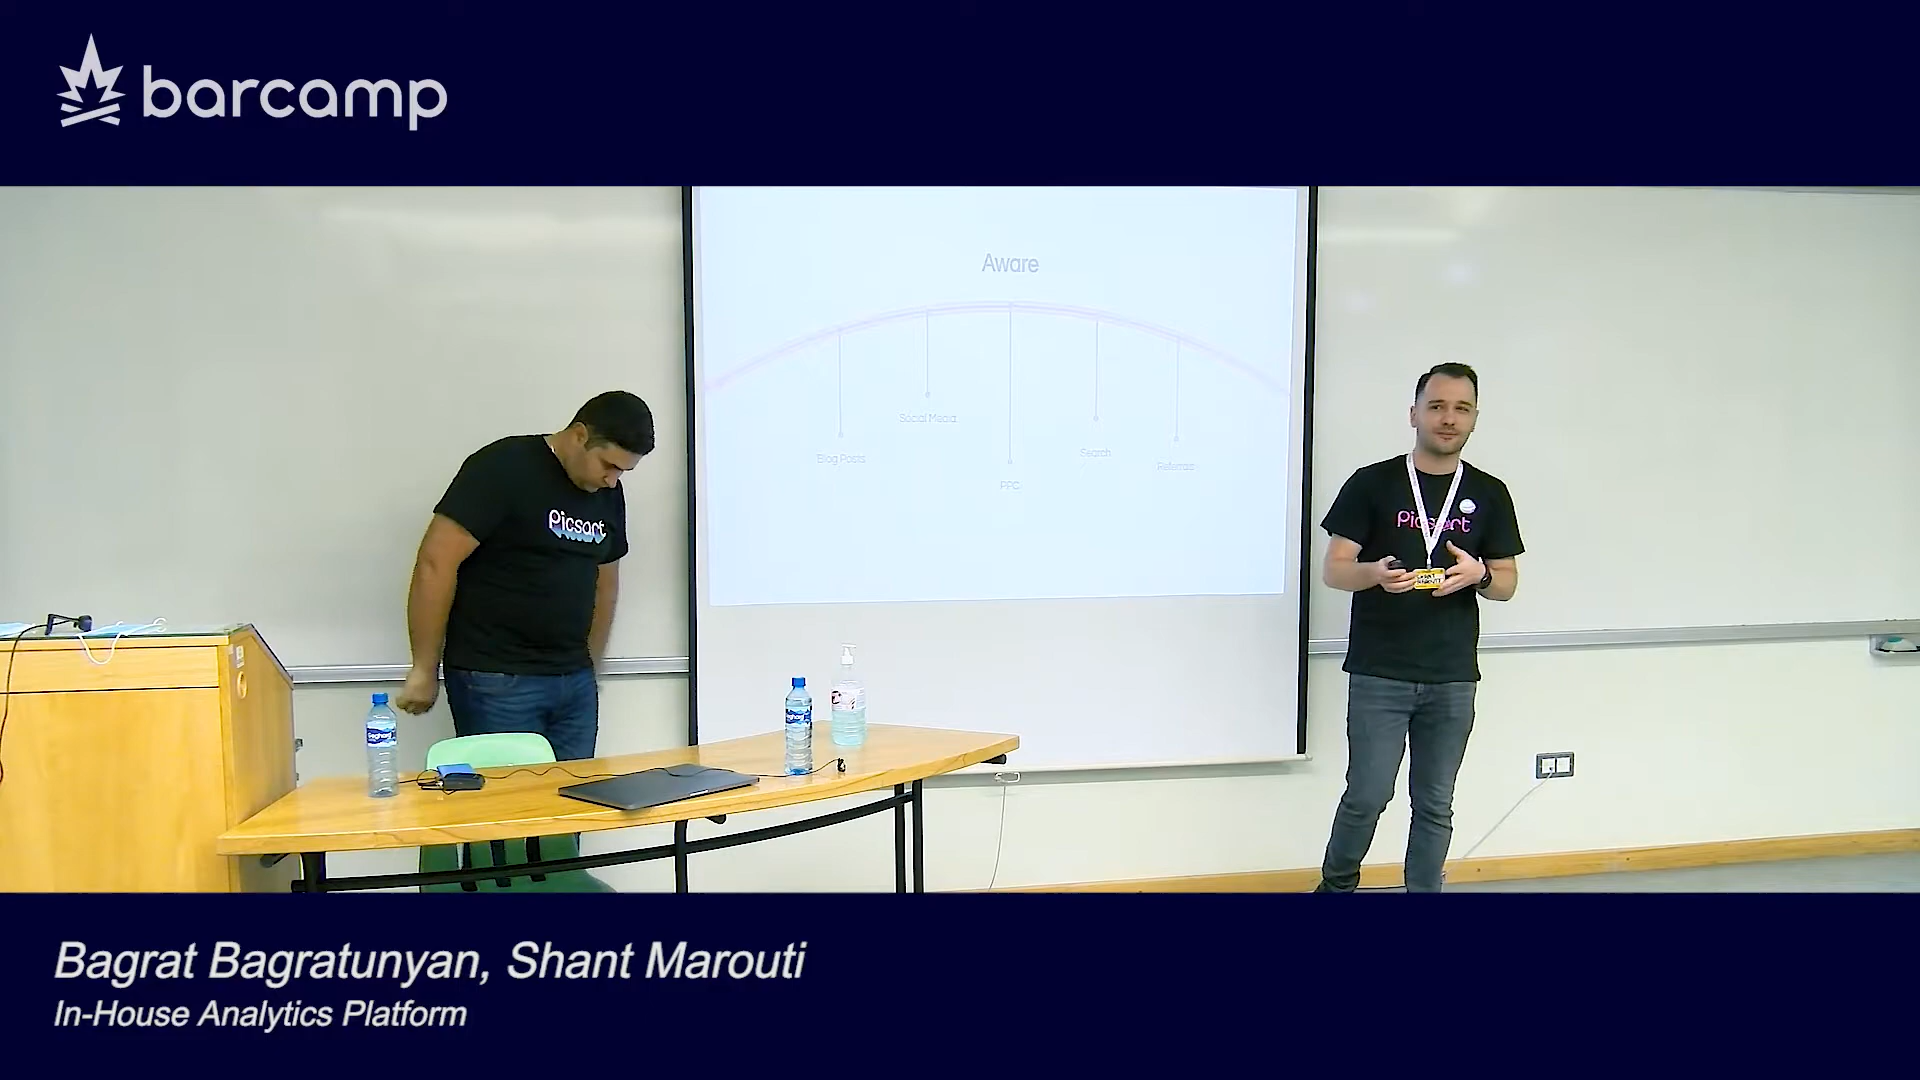 barcamp
Aware
Social Media
Blog Posts
Search
Referrals
PPC
Picsart
Picsart
Bagrat Bagratunyan, Shant Marouti
In-House Analytics Platform